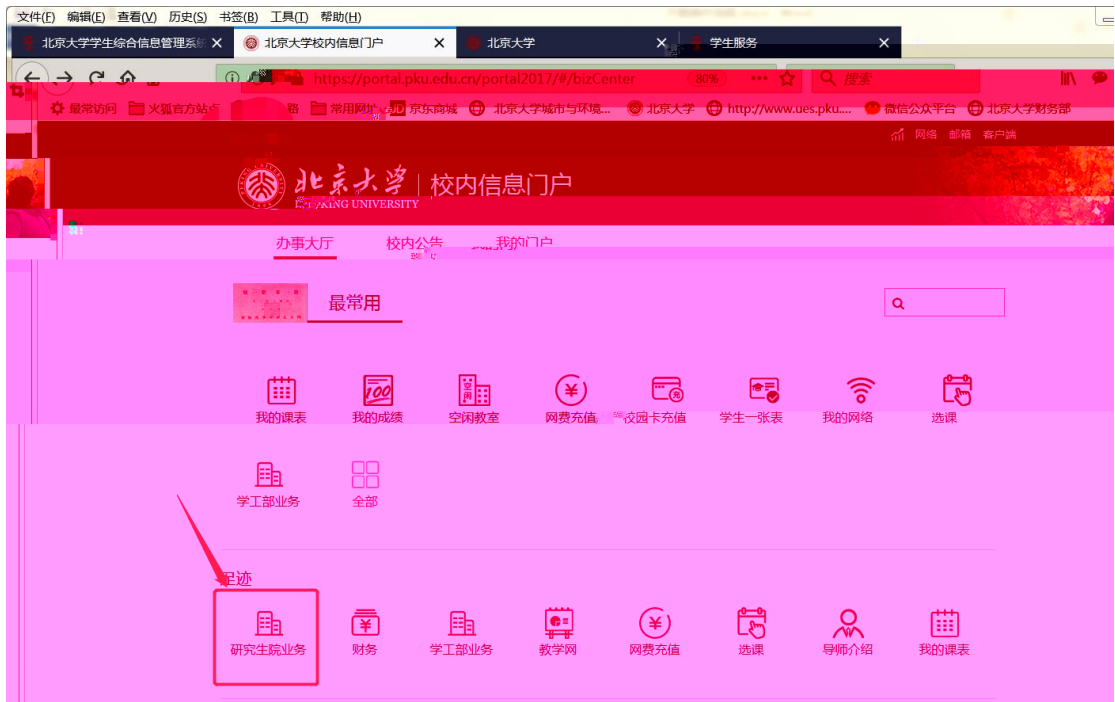 文件(F) 编辑(E) 查看(V) 历史(S) 书签(B) 工具(T) 帮助(H)
北京大学学生综合信息管理系统 北京大学校内信息门户 北京大学 学生服务
https://portal.pku.edu.cn/portal2017/#/bizCenter 80% 搜索
最常访问 火狐官方站点 常用网址 JD 京东商城 北京大学城市与环境... 北京大学 http://www.ues.pku.... 微信公众平台 北京大学财务部
网络 邮箱 客户端
北京大学 校内信息门户
PEKING UNIVERSITY
办事大厅 校内公告 我的门户
最常用
我的课表 我的成绩 空闲教室 网费充值 校园卡充值 学生一张表 我的网络 选课
学工部业务 全部
足迹
研究生院业务 财务 学工部业务 教学网 网费充值 选课 导师介绍 我的课表